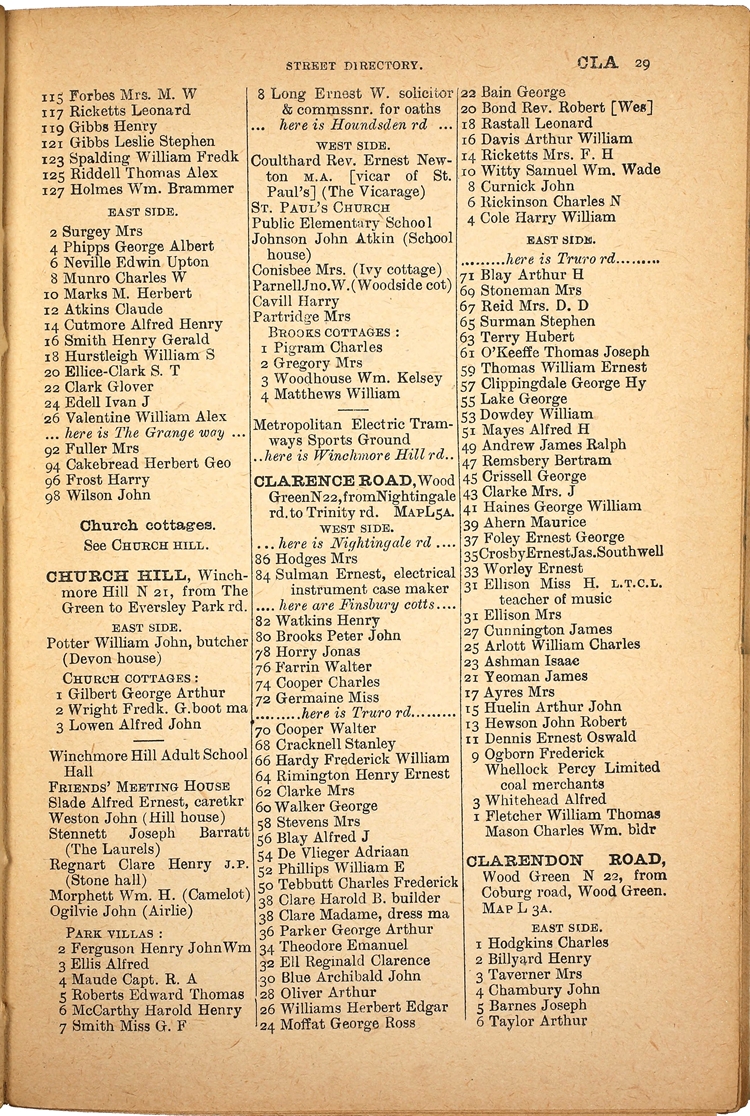 STREET DIRECTORY.
CLA 29
115 Forbes Mrs. M. W
117 Ricketts Leonard
119 Gibbs Henry
121 Gibbs Leslie Stephen
123 Spalding William Fredk
125 Riddell Thomas Alex
127 Holmes Wm. Brammer
EAST SIDE.
2 Surgey Mrs
4 Phipps George Albert
6 Neville Edwin Upton
8 Munro Charles W
10 Marks M. Herbert
12 Atkins Claude
14 Cutmore Alfred Henry
16 Smith Henry Gerald
18 Hurstleigh William S
20 Ellice-Clark S. T
22 Clark Glover
24 Edell Ivan J
26 Valentine William Alex
... here is The Grange way ...
92 Fuller Mrs
94 Cakebread Herbert Geo
96 Frost Harry
98 Wilson John
Church cottages.
See CHURCH HILL.
CHURCH HILL, Winch-
more Hill N 21, from The
Green to Eversley Park rd.
EAST SIDE.
Potter William John, butcher
(Devon house)
CHURCH COTTAGES :
1 Gilbert George Arthur
2 Wright Fredk. G. boot ma
3 Lowen Alfred John
Winchmore Hill Adult School
Hall
FRIENDS' MEETING HOUSE
Slade Alfred Ernest, caretkr
Weston John (Hill house)
Stennett Joseph Barratt
(The Laurels)
Regnart Clare Henry J.P.
(Stone hall)
Morphett Wm. H. (Camelot)
Ogilvie John (Airlie)
PARK VILLAS :
2 Ferguson Henry John Wm
3 Ellis Alfred
4 Maude Capt. R. A
5 Roberts Edward Thomas
6 McCarthy Harold Henry
7 Smith Miss G. F
8 Long Ernest W. solicitor
& commssnr. for oaths
... here is Houndsden rd ...
WEST SIDE.
Coulthard Rev. Ernest New-
ton M.A. [vicar of St.
Paul's] (The Vicarage)
ST. PAUL'S CHURCH
Public Elementary School
Johnson John Atkin (School
house)
Conisbee Mrs. (Ivy cottage)
Parnell Jno. W. (Woodside cot)
Cavill Harry
Partridge Mrs
BROOKS COTTAGES :
1 Pigram Charles
2 Gregory Mrs
3 Woodhouse Wm. Kelsey
4 Matthews William
Metropolitan Electric Tram-
ways Sports Ground
..here is Winchmore Hill rd..
CLARENCE ROAD, Wood
Green N 22, from Nightingale
rd. to Trinity rd. MAP L 5A.
WEST SIDE.
... here is Nightingale rd ....
86 Hodges Mrs
84 Sulman Ernest, electrical
instrument case maker
.... here are Finsbury cotts....
82 Watkins Henry
80 Brooks Peter John
78 Horry Jonas
76 Farrin Walter
74 Cooper Charles
72 Germaine Miss
.........here is Truro rd.........
70 Cooper Walter
68 Cracknell Stanley
66 Hardy Frederick William
64 Rimington Henry Ernest
62 Clarke Mrs
60 Walker George
58 Stevens Mrs
56 Blay Alfred J
54 De Vlieger Adriaan
52 Phillips William E
50 Tebbutt Charles Frederick
38 Clare Harold B. builder
38 Clare Madame, dress ma
36 Parker George Arthur
34 Theodore Emanuel
32 Ell Reginald Clarence
30 Blue Archibald John
28 Oliver Arthur
26 Williams Herbert Edgar
24 Moffat George Ross
22 Bain George
20 Bond Rev. Robert [Wes]
18 Rastall Leonard
16 Davis Arthur William
14 Ricketts Mrs. F. H
10 Witty Samuel Wm. Wade
8 Curnick John
6 Rickinson Charles N
4 Cole Harry William
EAST SIDE.
.........here is Truro rd.........
71 Blay Arthur H
69 Stoneman Mrs
67 Reid Mrs. D. D
65 Surman Stephen
63 Terry Hubert
61 O'Keeffe Thomas Joseph
59 Thomas William Ernest
57 Clippingdale George Hy
55 Lake George
53 Dowdey William
51 Mayes Alfred H
49 Andrew James Ralph
47 Remsbery Bertram
45 Crissell George
43 Clarke Mrs. J
41 Haines George William
39 Ahern Maurice
37 Foley Ernest George
35 Crosby Ernest Jas. Southwell
33 Worley Ernest
31 Ellison Miss H. L.T.C.L.
teacher of music
31 Ellison Mrs
27 Cunnington James
25 Arlott William Charles
23 Ashman Isaac
21 Yeoman James
17 Ayres Mrs
15 Huelin Arthur John
13 Hewson John Robert
11 Dennis Ernest Oswald
9 Ogborn Frederick
Whellock Percy Limited
coal merchants
3 Whitehead Alfred
1 Fletcher William Thomas
Mason Charles Wm. bldr
CLARENDON ROAD,
Wood Green N 22, from
Coburg road, Wood Green.
MAP L 3A.
EAST SIDE.
1 Hodgkins Charles
2 Billyard Henry
3 Taverner Mrs
4 Chambury John
5 Barnes Joseph
6 Taylor Arthur